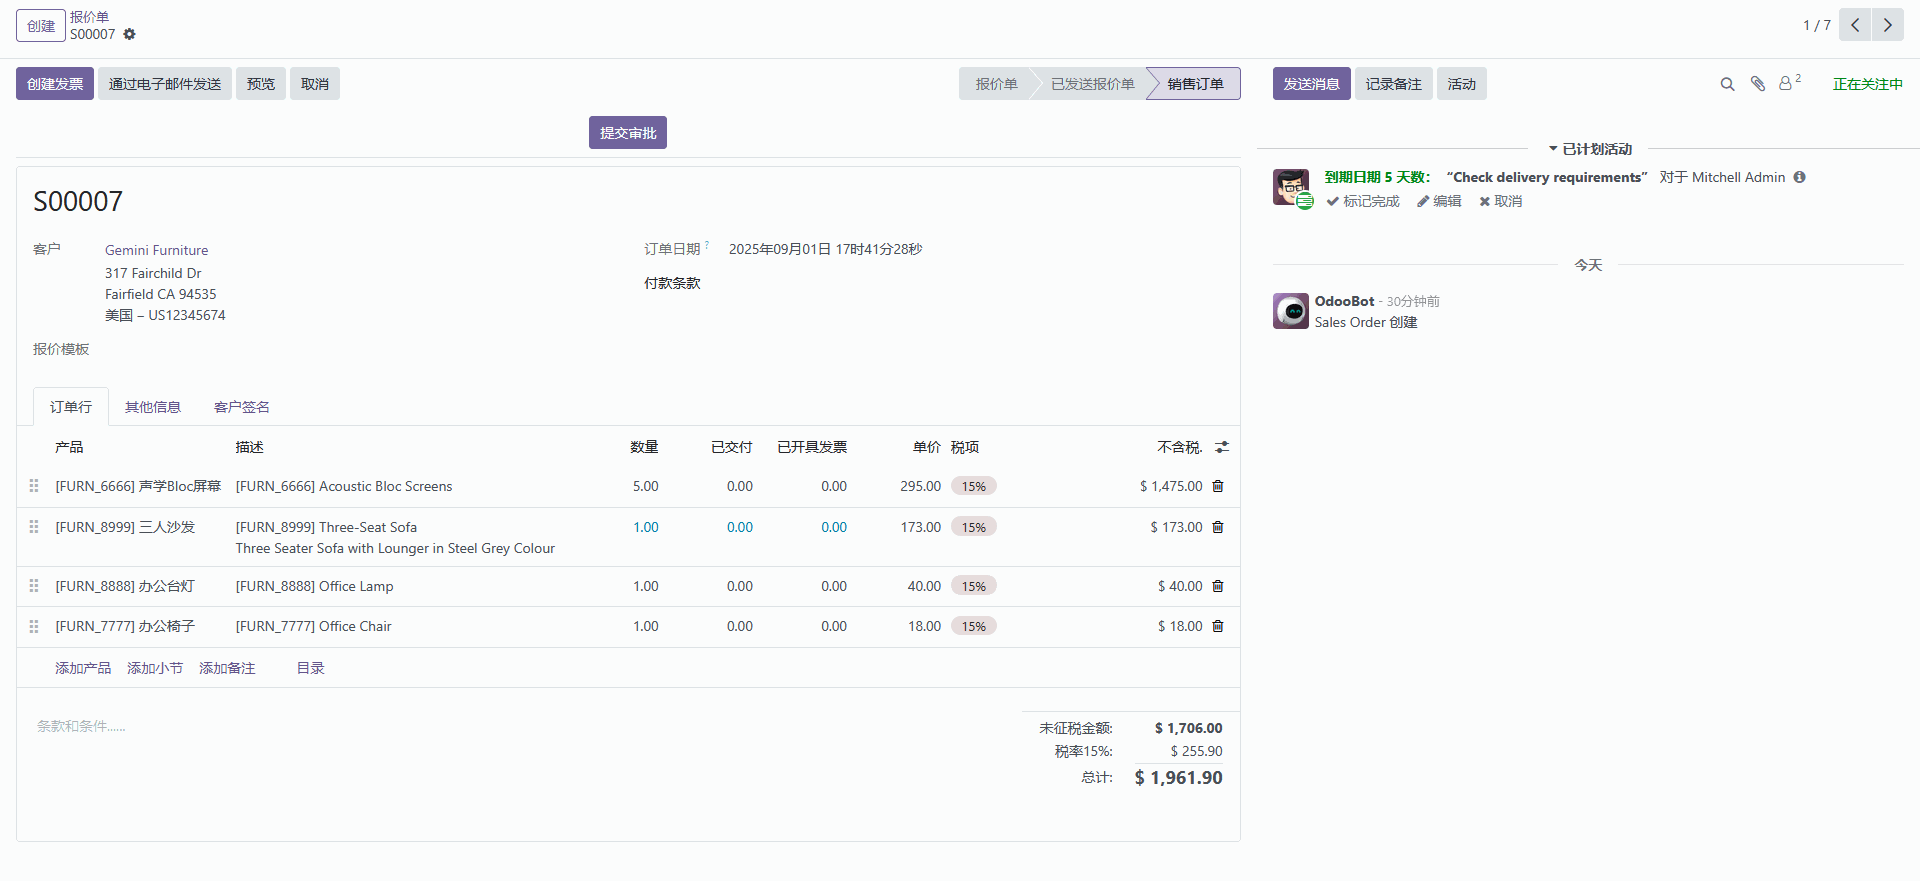 创建
报价单
S00007
1 / 7
创建发票 通过电子邮件发送 预览 取消
报价单 已发送报价单 销售订单
发送消息 记录备注 活动
2
正在关注中
提交审批
已计划活动
到期日期 5 天数: “Check delivery requirements” 对于 Mitchell Admin
标记完成 编辑 取消
今天
OdooBot - 30分钟前
Sales Order 创建
S00007
客户
Gemini Furniture
317 Fairchild Dr
Fairfield CA 94535
美国 – US12345674
订单日期 ? 2025年09月01日 17时41分28秒
付款条款
报价模板
订单行 其他信息 客户签名
产品 描述 数量 已交付 已开具发票 单价 税项 不含税.
[FURN_6666] 声学Bloc屏幕 [FURN_6666] Acoustic Bloc Screens 5.00 0.00 0.00 295.00 15% $ 1,475.00
[FURN_8999] 三人沙发 [FURN_8999] Three-Seat Sofa 1.00 0.00 0.00 173.00 15% $ 173.00
Three Seater Sofa with Lounger in Steel Grey Colour
[FURN_8888] 办公台灯 [FURN_8888] Office Lamp 1.00 0.00 0.00 40.00 15% $ 40.00
[FURN_7777] 办公椅子 [FURN_7777] Office Chair 1.00 0.00 0.00 18.00 15% $ 18.00
添加产品 添加小节 添加备注 目录
条款和条件......
未征税金额: $ 1,706.00
税率15%: $ 255.90
总计: $ 1,961.90